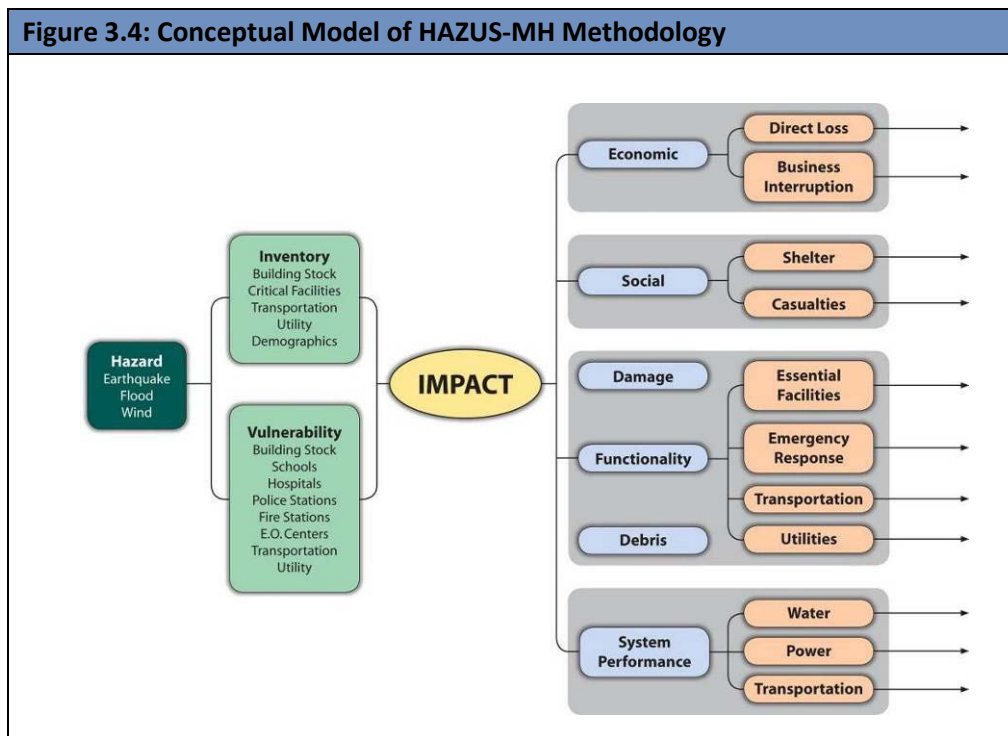 Figure 3.4: Conceptual Model of HAZUS-MH Methodology
Hazard
Earthquake
Flood
Wind
Inventory
Building Stock
Critical Facilities
Transportation
Utility
Demographics
Vulnerability
Building Stock
Schools
Hospitals
Police Stations
Fire Stations
E.O. Centers
Transportation
Utility
IMPACT
Economic
Direct Loss
Business
Interruption
Social
Shelter
Casualties
Damage
Functionality
Debris
Essential
Facilities
Emergency
Response
Transportation
Utilities
System
Performance
Water
Power
Transportation